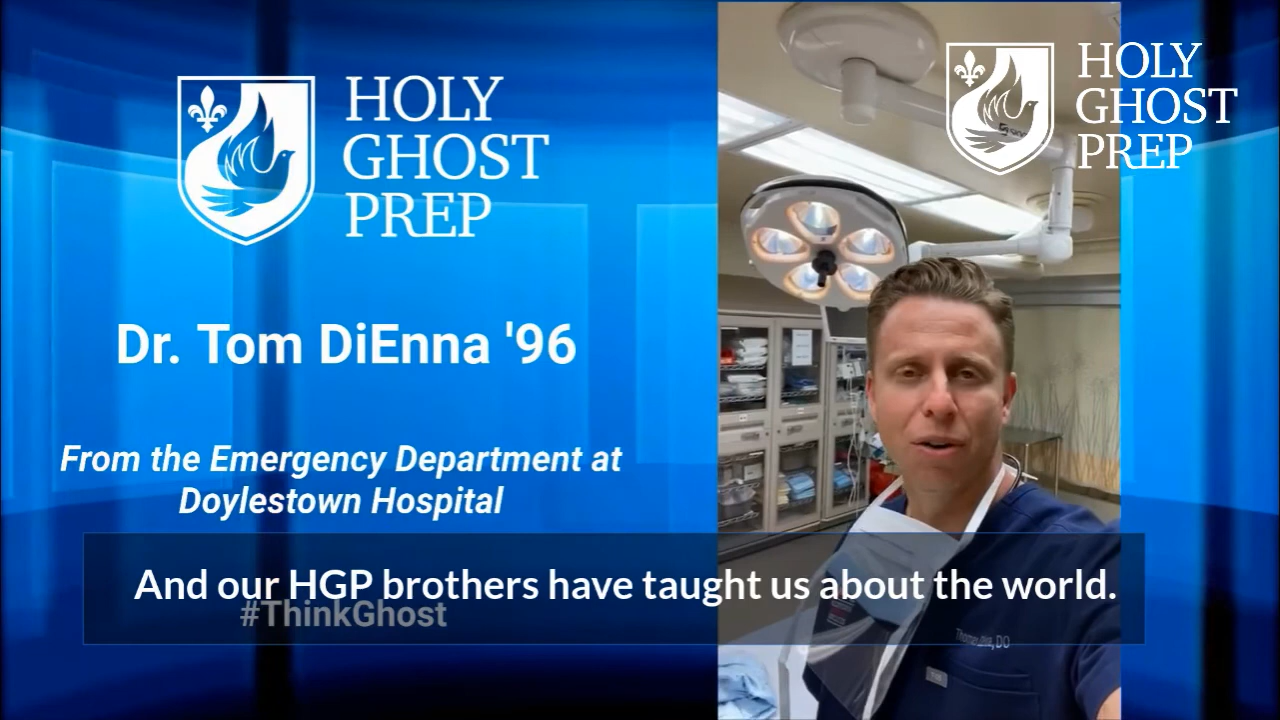 HOLY
GHOST
PREP
HOLY
GHOST
PREP
Dr. Tom DiEnna '96
From the Emergency Department at
Doylestown Hospital
And our HGP brothers have taught us about the world.
#ThinkGhost
DO